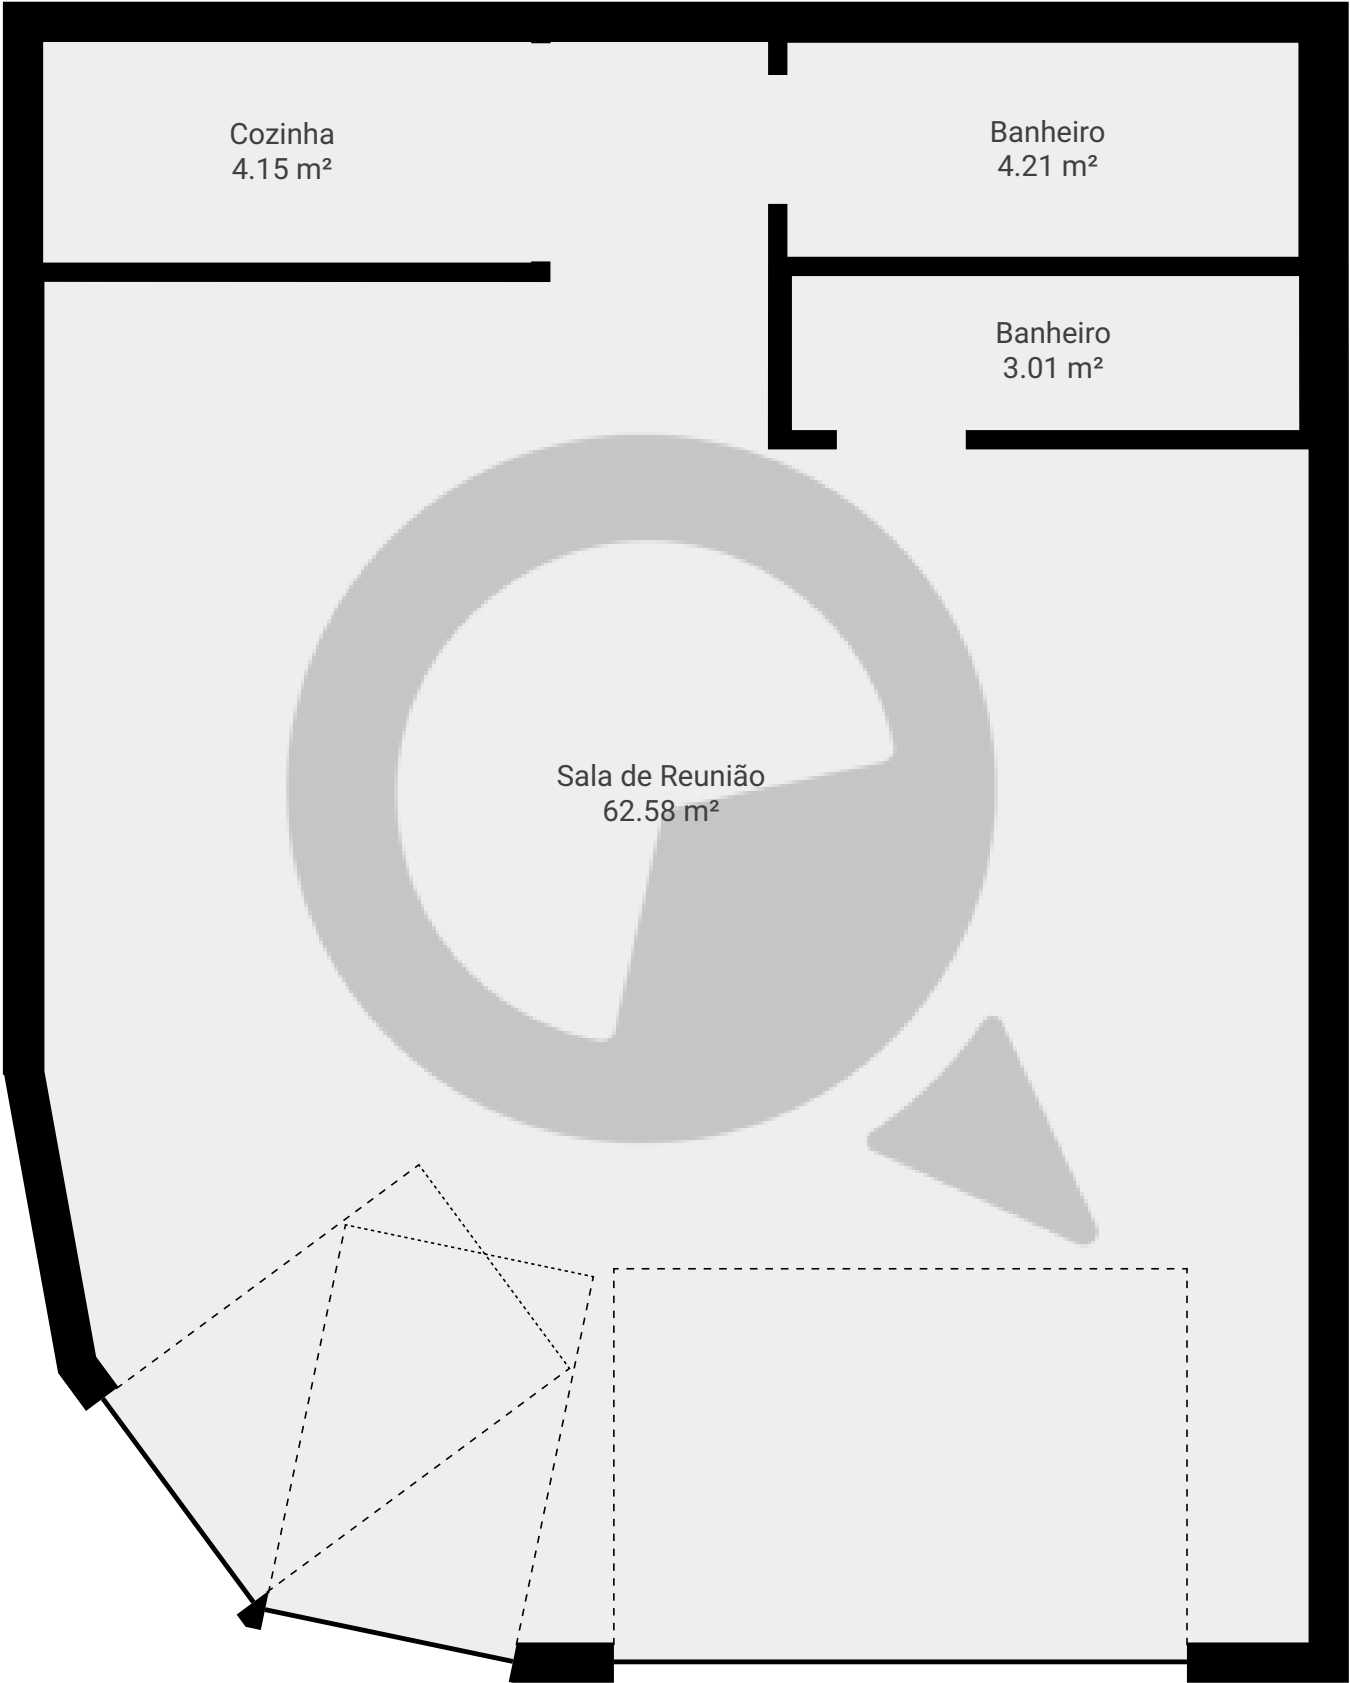 Cozinha
4.15 m²
Banheiro
4.21 m²
Banheiro
3.01 m²
Sala de Reunião
62.58 m²